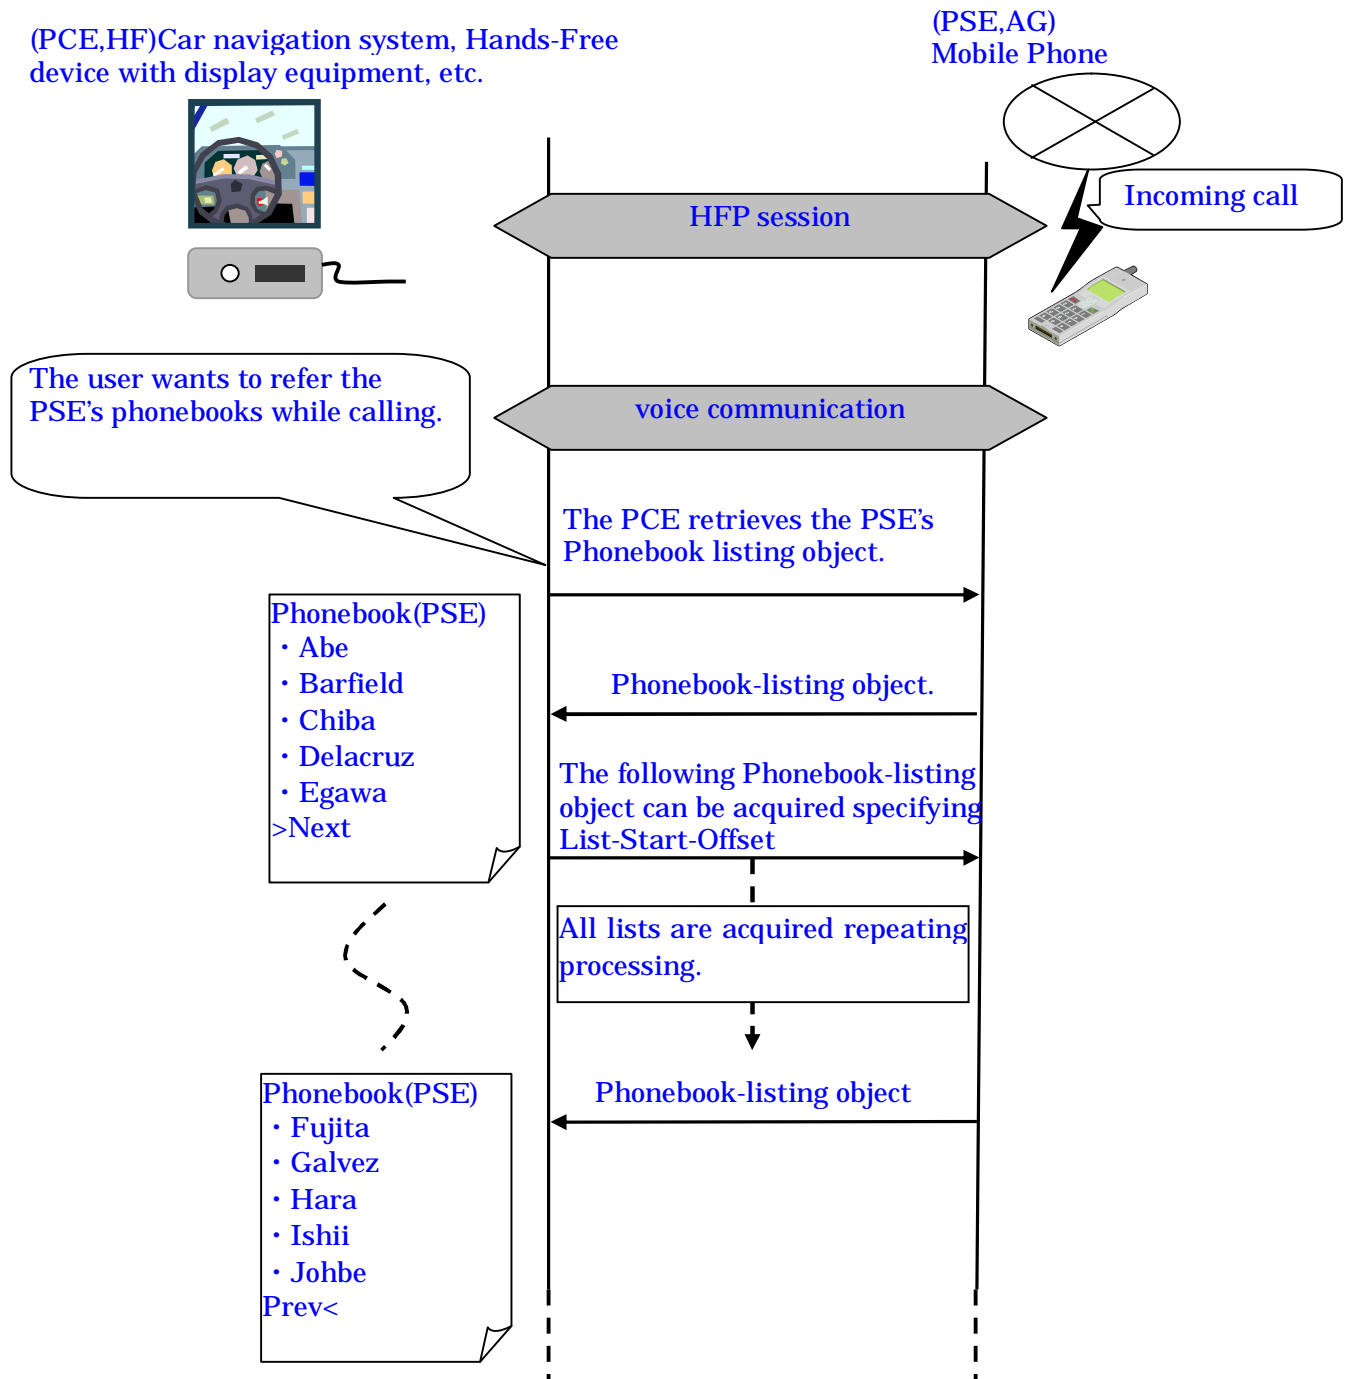 (PCE,HF)Car navigation system, Hands-Free
device with display equipment, etc.
(PSE,AG)
Mobile Phone
Incoming call
HFP session
The user wants to refer the
PSE's phonebooks while calling.
voice communication
The PCE retrieves the PSE's
Phonebook listing object.
Phonebook(PSE)
・Abe
・Barfield
・Chiba
・Delacruz
・Egawa
>Next
Phonebook-listing object.
The following Phonebook-listing
object can be acquired specifying
List-Start-Offset
All lists are acquired repeating
processing.
Phonebook-listing object
Phonebook(PSE)
・Fujita
・Galvez
・Hara
・Ishii
・Johbe
Prev<